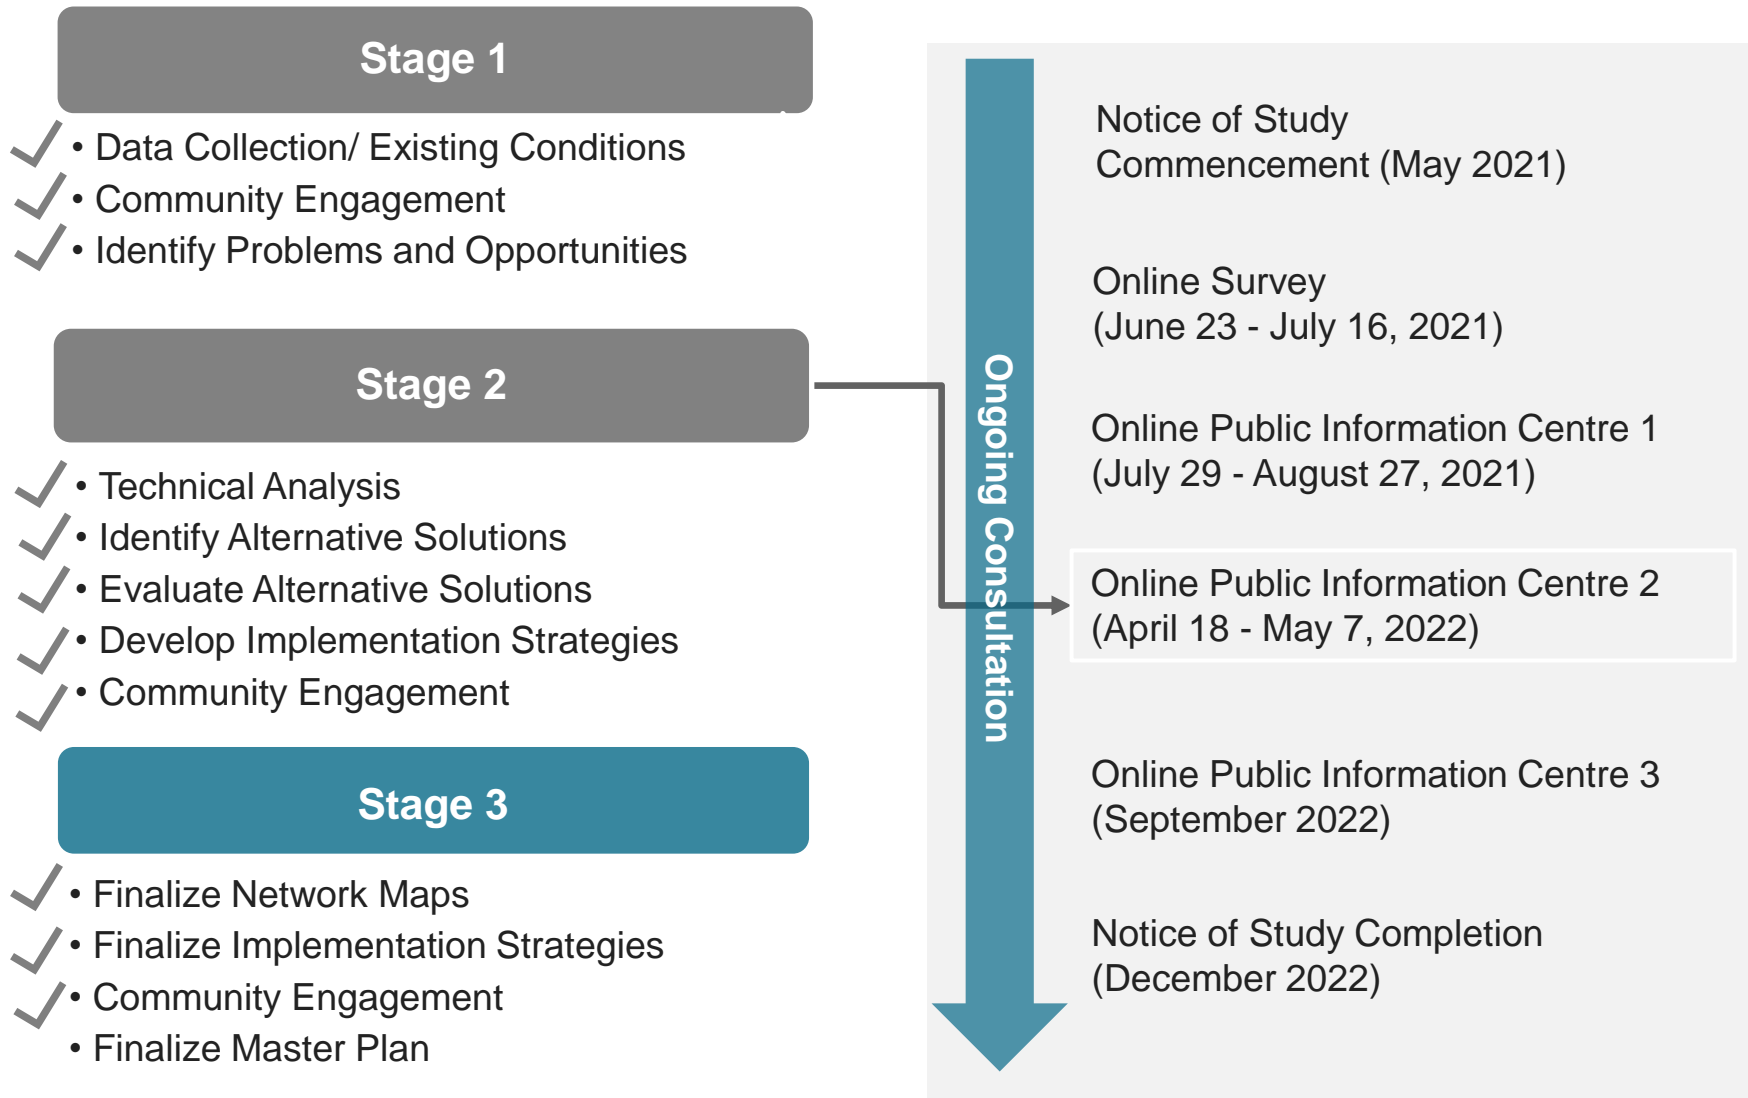 Stage 1
• Data Collection/ Existing Conditions
• Community Engagement
• Identify Problems and Opportunities
Stage 2
• Technical Analysis
• Identify Alternative Solutions
• Evaluate Alternative Solutions
• Develop Implementation Strategies
• Community Engagement
Stage 3
• Finalize Network Maps
• Finalize Implementation Strategies
• Community Engagement
• Finalize Master Plan
Ongoing Consultation
Notice of Study
Commencement (May 2021)
Online Survey
(June 23 - July 16, 2021)
Online Public Information Centre 1
(July 29 - August 27, 2021)
Online Public Information Centre 2
(April 18 - May 7, 2022)
Online Public Information Centre 3
(September 2022)
Notice of Study Completion
(December 2022)